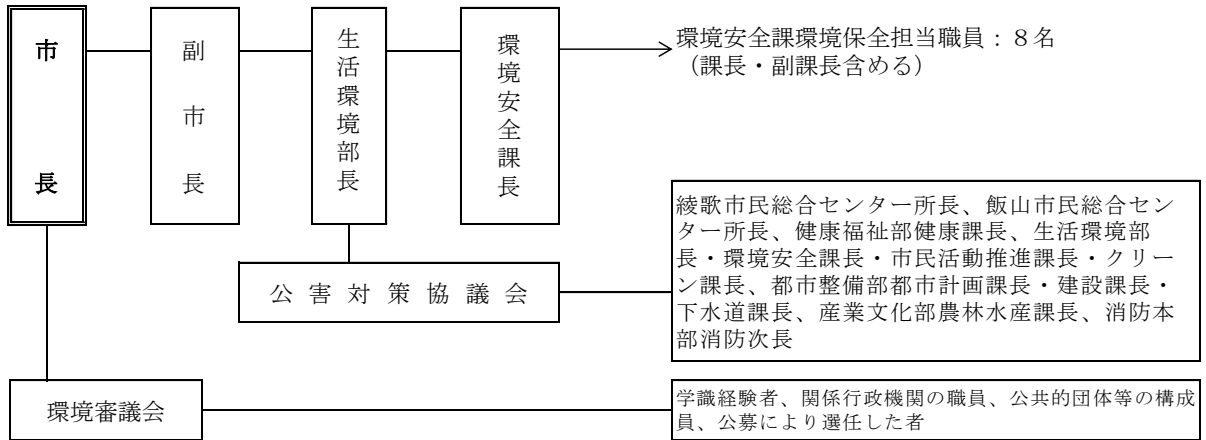 市長
副市長
生活環境部長
環境安全課長
環境安全課環境保全担当職員：８名
（課長・副課長含める）
公害対策協議会
綾歌市民総合センター所長、飯山市民総合セン
ター所長、健康福祉部健康課長、生活環境部
長・環境安全課長・市民活動推進課長・クリー
ン課長、都市整備部都市計画課長・建設課長・
下水道課長、産業文化部農林水産課長、消防本
部消防次長
環境審議会
学識経験者、関係行政機関の職員、公共的団体等の構成
員、公募により選任した者